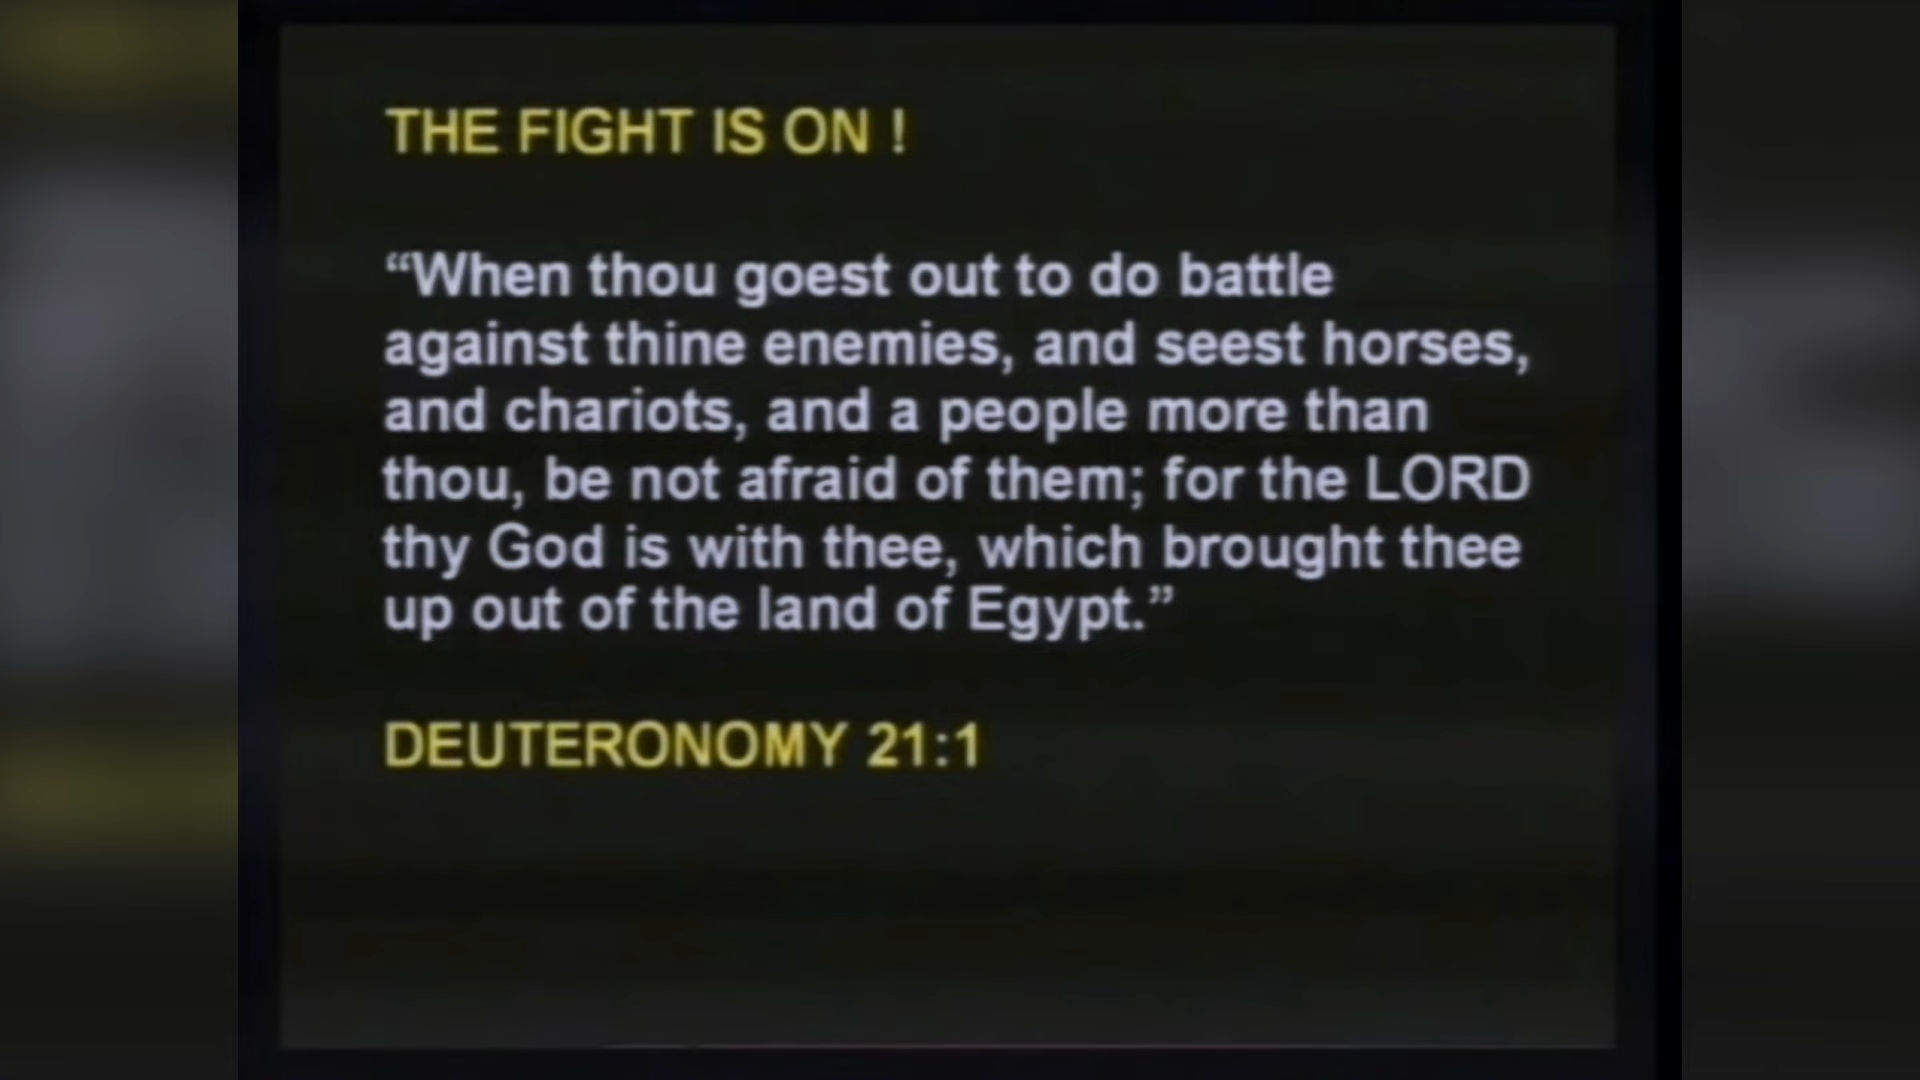 THE FIGHT IS ON !
“When thou goest out to do battle
against thine enemies, and seest horses,
and chariots, and a people more than
thou, be not afraid of them; for the LORD
thy God is with thee, which brought thee
up out of the land of Egypt.”
DEUTERONOMY 21:1